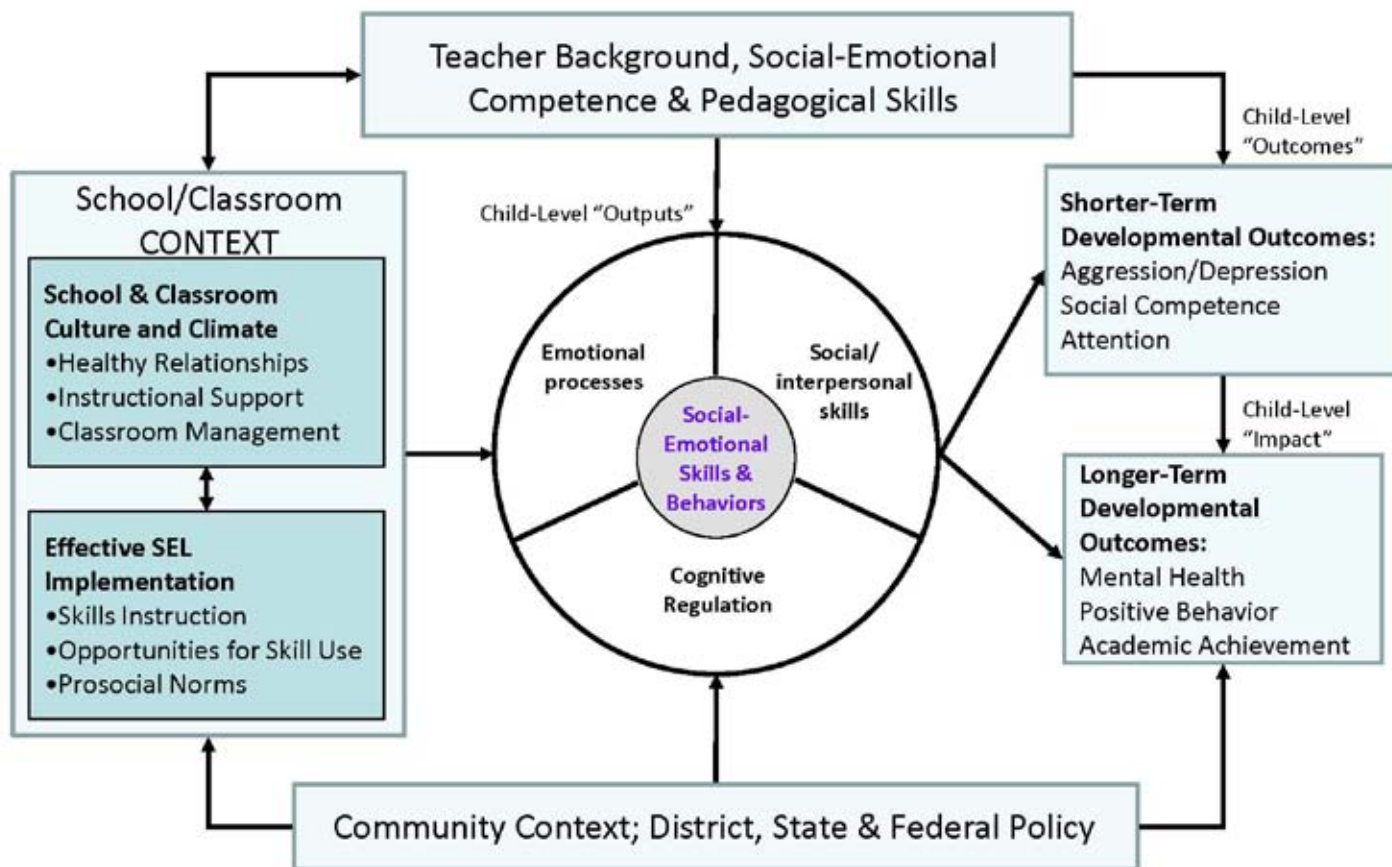 Teacher Background, Social-Emotional
Competence & Pedagogical Skills
Child-Level
“Outcomes”
School/Classroom
CONTEXT
School & Classroom
Culture and Climate
•Healthy Relationships
•Instructional Support
•Classroom Management
Effective SEL
Implementation
•Skills Instruction
•Opportunities for Skill Use
•Prosocial Norms
Child-Level “Outputs”
Emotional
processes
Social/
interpersonal
skills
Social-
Emotional
Skills &
Behaviors
Cognitive
Regulation
Shorter-Term
Developmental Outcomes:
Aggression/Depression
Social Competence
Attention
Child-Level
“Impact”
Longer-Term
Developmental
Outcomes:
Mental Health
Positive Behavior
Academic Achievement
Community Context; District, State & Federal Policy